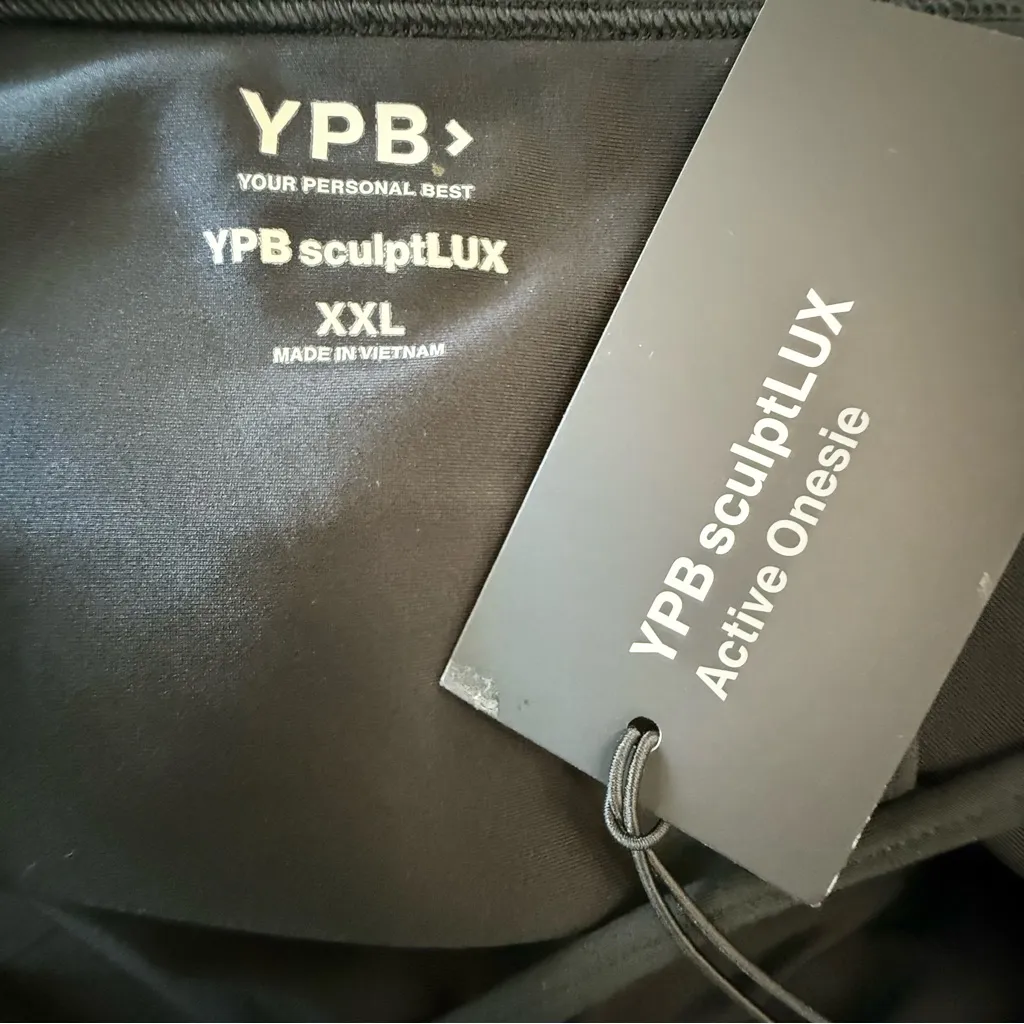 YPB>
YOUR PERSONAL BEST
YPB sculptLUX
XXL
MADE IN VIETNAM
YPB sculptLUX
Active Onesie